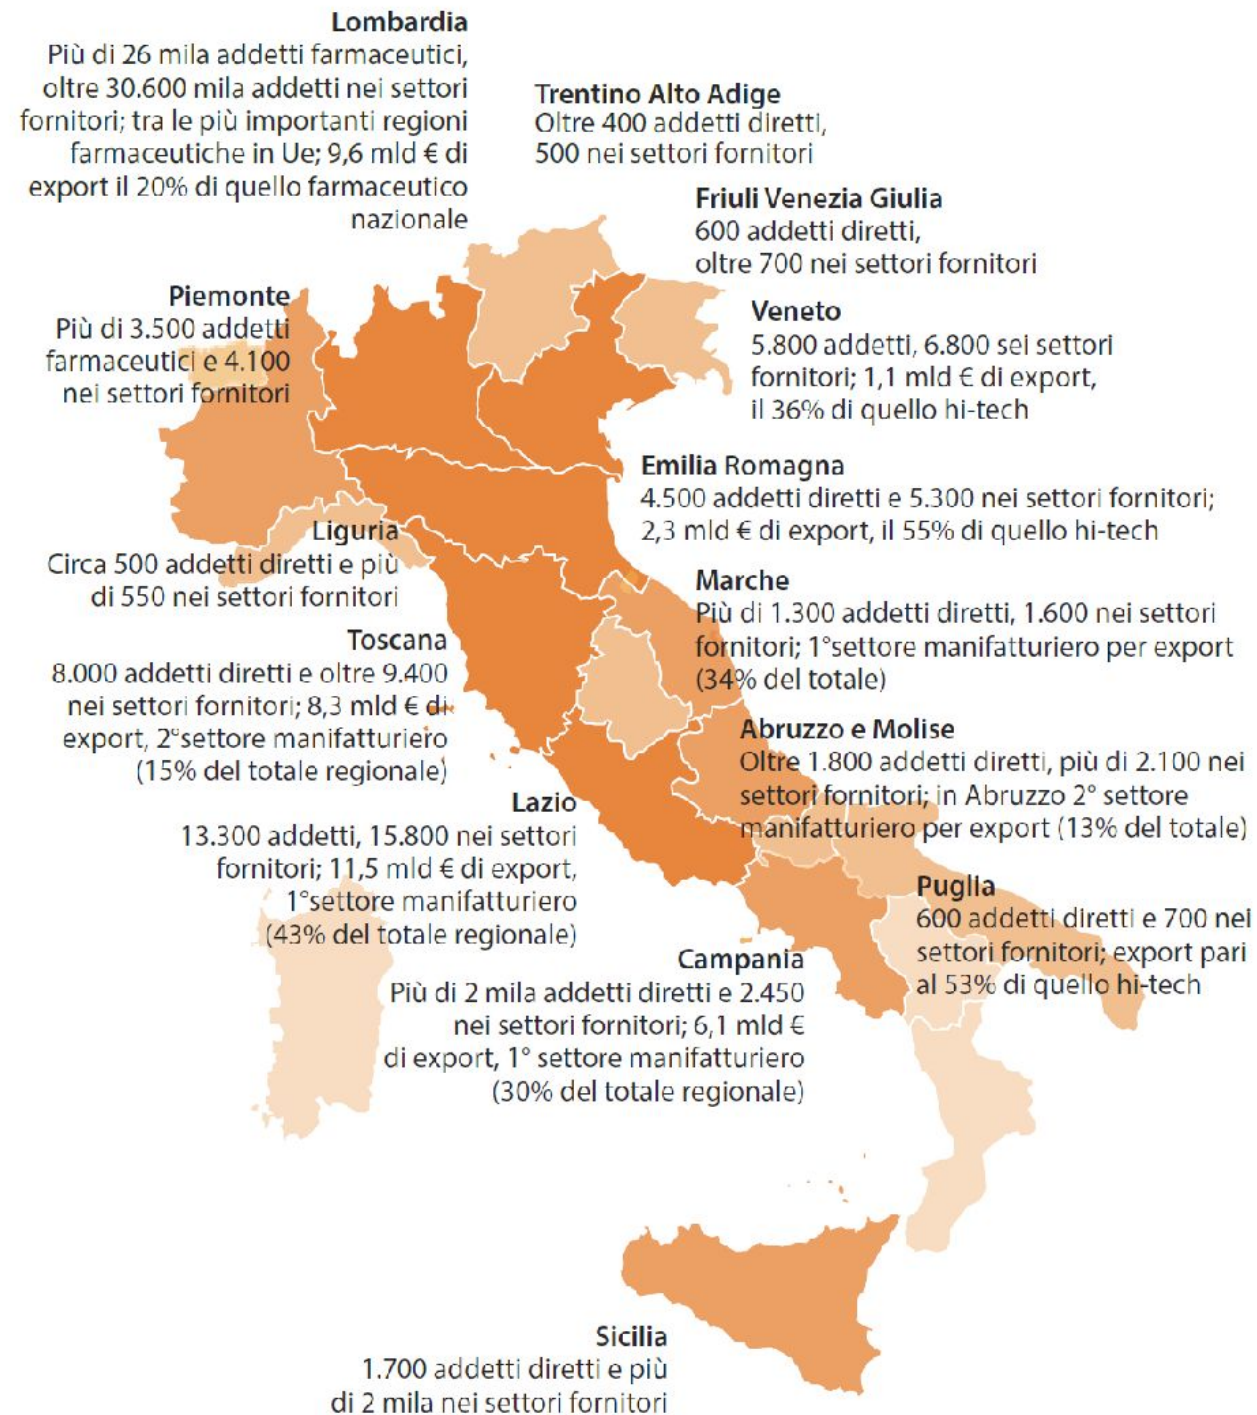 Lombardia
Più di 26 mila addetti farmaceutici,
oltre 30.600 mila addetti nei settori
fornitori; tra le più importanti regioni
farmaceutiche in Ue; 9,6 mld € di
export il 20% di quello farmaceutico
nazionale
Trentino Alto Adige
Oltre 400 addetti diretti,
500 nei settori fornitori
Friuli Venezia Giulia
600 addetti diretti,
oltre 700 nei settori fornitori
Piemonte
Più di 3.500 addetti
farmaceutici e 4.100
nei settori fornitori
Veneto
5.800 addetti, 6.800 sei settori
fornitori; 1,1 mld € di export,
il 36% di quello hi-tech
Emilia Romagna
4.500 addetti diretti e 5.300 nei settori fornitori;
2,3 mld € di export, il 55% di quello hi-tech
Liguria
Circa 500 addetti diretti e più
di 550 nei settori fornitori
Marche
Più di 1.300 addetti diretti, 1.600 nei settori
fornitori; 1°settore manifatturiero per export
(34% del totale)
Toscana
8.000 addetti diretti e oltre 9.400
nei settori fornitori; 8,3 mld € di
export, 2°settore manifatturiero
(15% del totale regionale)
Abruzzo e Molise
Oltre 1.800 addetti diretti, più di 2.100 nei
settori fornitori; in Abruzzo 2° settore
manifatturiero per export (13% del totale)
Lazio
13.300 addetti, 15.800 nei settori
fornitori; 11,5 mld € di export,
1°settore manifatturiero
(43% del totale regionale)
Puglia
600 addetti diretti e 700 nei
settori fornitori; export pari
al 53% di quello hi-tech
Campania
Più di 2 mila addetti diretti e 2.450
nei settori fornitori; 6,1 mld €
di export, 1° settore manifatturiero
(30% del totale regionale)
Sicilia
1.700 addetti diretti e più
di 2 mila nei settori fornitori